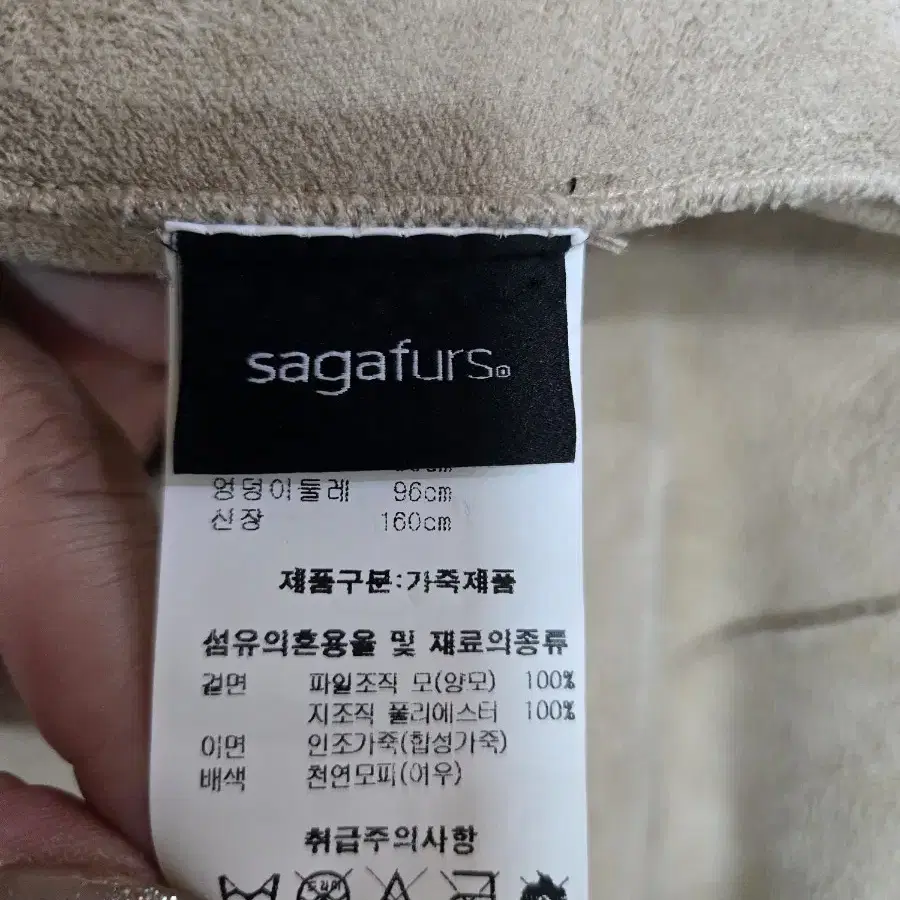 sagafurs
엉덩이둘레 96cm
신장 160cm
제품구분:가죽제품
섬유의혼용율 및 재료의종류
겉면 파일조직 모(양모) 100%
지조직 폴리에스터 100%
이면 인조가죽(합성가죽)
배색 천연모피(여우)
취급주의사항
드라이